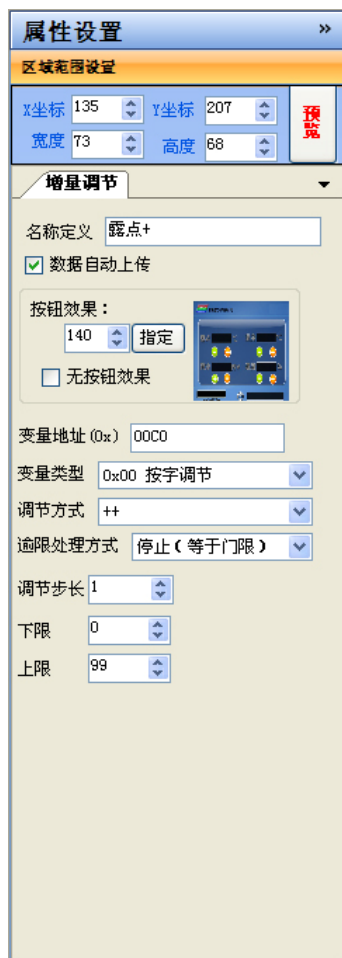 属性设置 »
区域范围设置
X坐标 135 Y坐标 207 预览
宽度 73 高度 68
增量调节
名称定义 露点+
数据自动上传
按钮效果：
140 指定
无按钮效果
变量地址(0x) 00C0
变量类型 0x00 按字调节
调节方式 ++
逾限处理方式 停止(等于门限)
调节步长 1
下限 0
上限 99